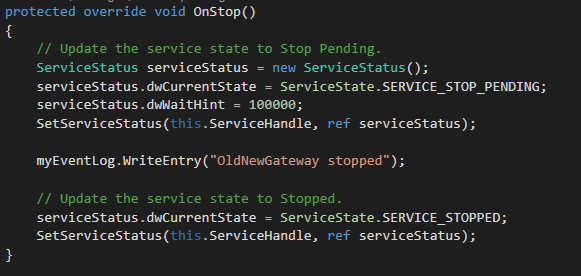 protected override void OnStop()
{
    // Update the service state to Stop Pending.
    ServiceStatus serviceStatus = new ServiceStatus();
    serviceStatus.dwCurrentState = ServiceState.SERVICE_STOP_PENDING;
    serviceStatus.dwWaitHint = 100000;
    SetServiceStatus(this.ServiceHandle, ref serviceStatus);

    myEventLog.WriteEntry("OldNewGateway stopped");

    // Update the service state to Stopped.
    serviceStatus.dwCurrentState = ServiceState.SERVICE_STOPPED;
    SetServiceStatus(this.ServiceHandle, ref serviceStatus);
}